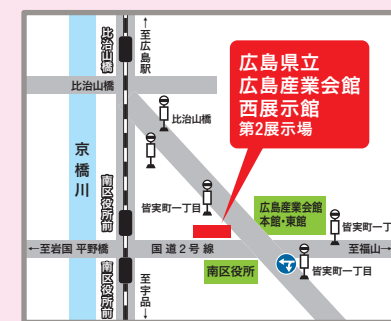 ↑至広島駅
比治山橋
比治山橋
広島県立
広島産業会館
西展示館
第2展示場
比治山橋
京橋川
南区役所前
皆実町一丁目
広島産業会館
本館・東館
皆実町一丁
←至岩国 平野橋
国道2号線
至福山→
南区役所
皆実町一丁目
南区役所前
至宇品↓